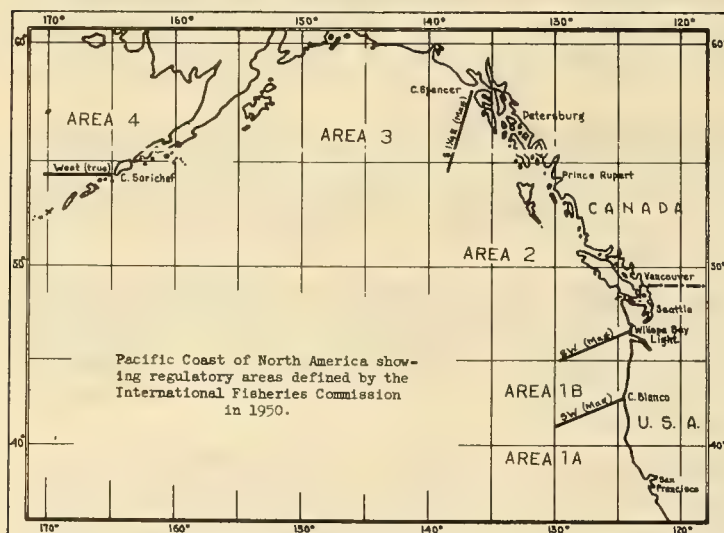 170° 160° 150° 140° 130° 120°
60° 60°
C. Spencer
Petersburg
AREA 4
AREA 3
S 1¼ E (Mag)
West (true)
C. Sarichef
Prince Rupert
CANADA
AREA 2
50° 50°
Vancouver
Seattle
Willapa Bay
Light
SW (Mag)
Pacific Coast of North America show-
ing regulatory areas defined by the
International Fisheries Commission
in 1950.
AREA 1B
SW (Mag)
C. Blanco
U. S. A.
40° 40°
AREA 1A
San
Francisco
170° 160° 150° 140° 130° 120°